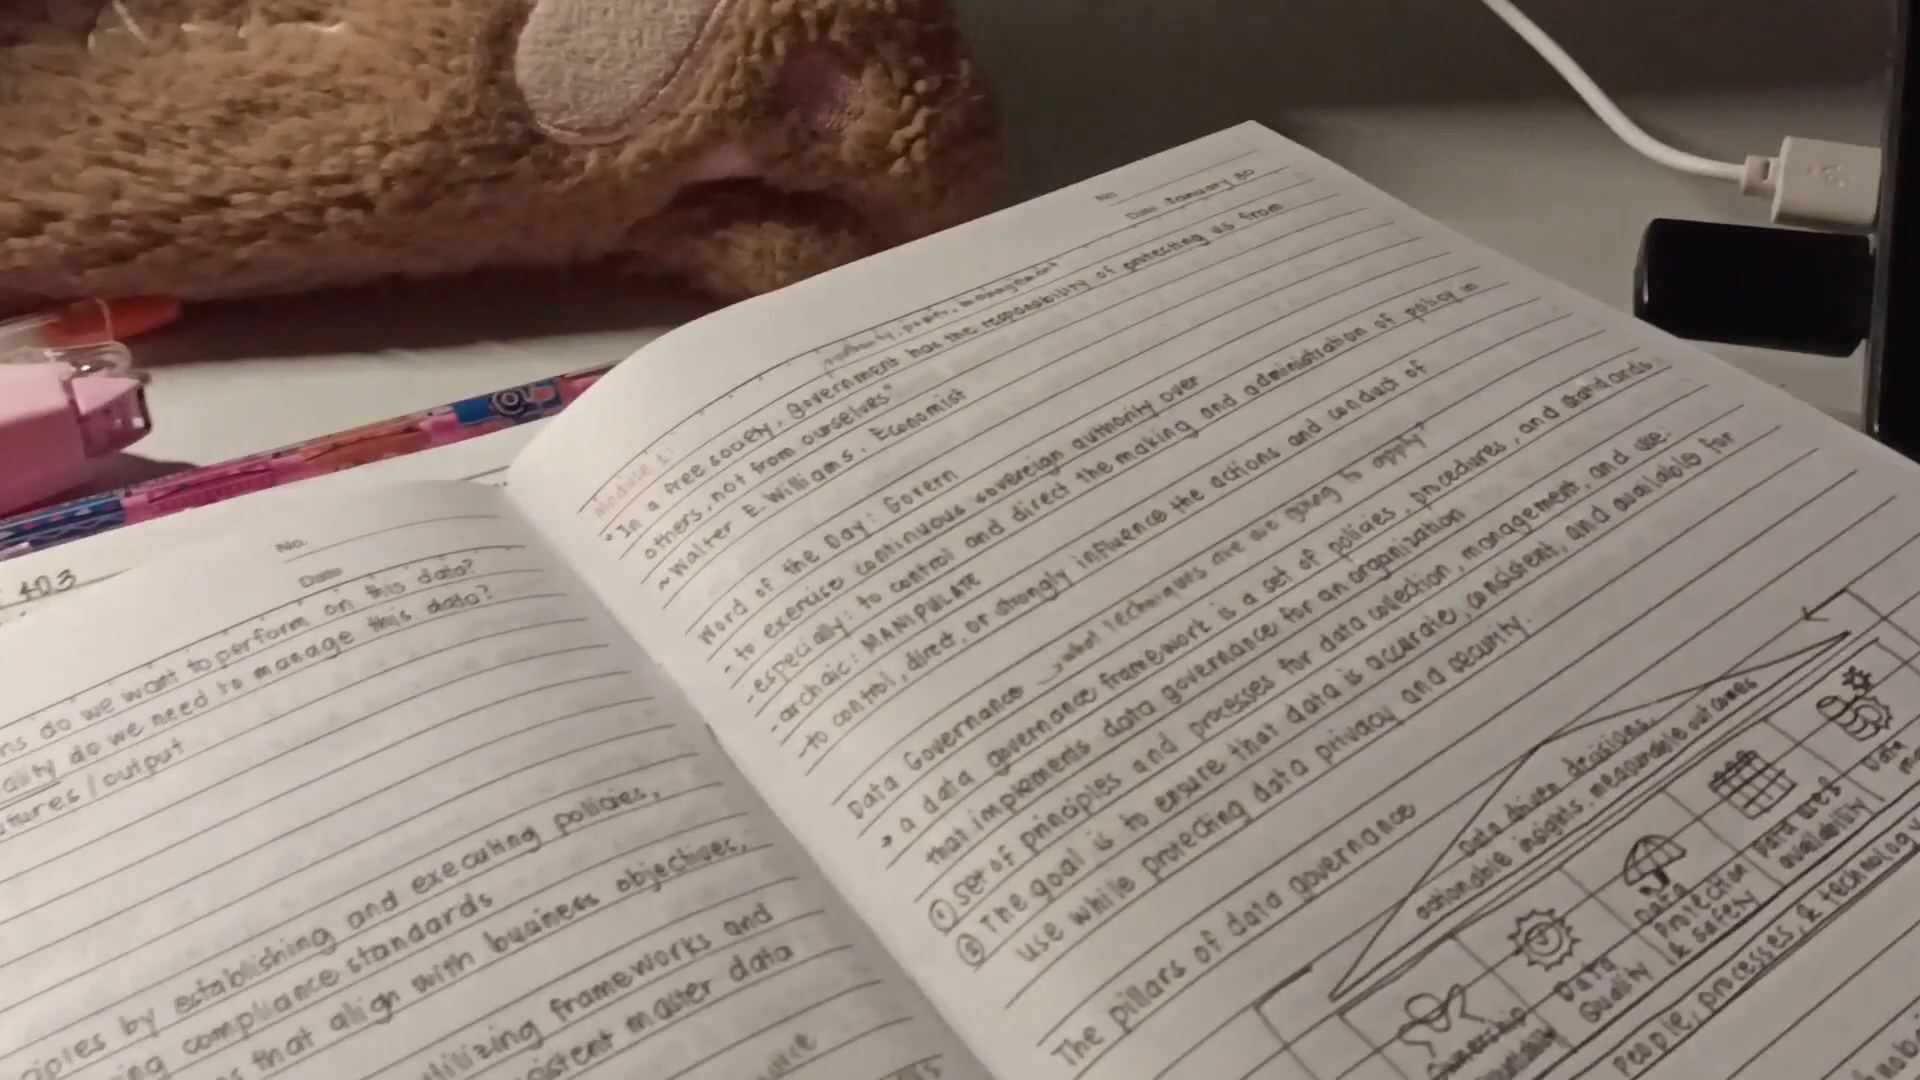 403
No.
Date
ns do we want to perform on this data?
ality do we need to manage this data?
tures / output
ciples by establishing and executing policies,
ing compliance standards
s that align with business objectives,
utilizing frameworks and
sistent master data
No.
Date January 30
authority, power, management
Module 1:
"In a free society, government has the responsibility of protecting us from
others, not from ourselves"
~ Walter E. Williams, Economist
Word of the Day: Govern
- to exercise continuous sovereign authority over
- especially: to control and direct the making and administration of policy in
- archaic: MANIPULATE
- to control, direct, or strongly influence the actions and conduct of
Data Governance → what techniques are we going to apply?
→ a data governance framework is a set of policies, procedures, and standards
that implements data governance for an organization
① set of principles and processes for data collection, management, and use.
② The goal is to ensure that data is accurate, consistent, and available for
use while protecting data privacy and security.
The pillars of data governance
Data driven decisions,
actionable insights, measurable outcomes
Ownership
Data
Quality
Data
Protection
& safety
Data uses
availability
Data
People, processes, & technology